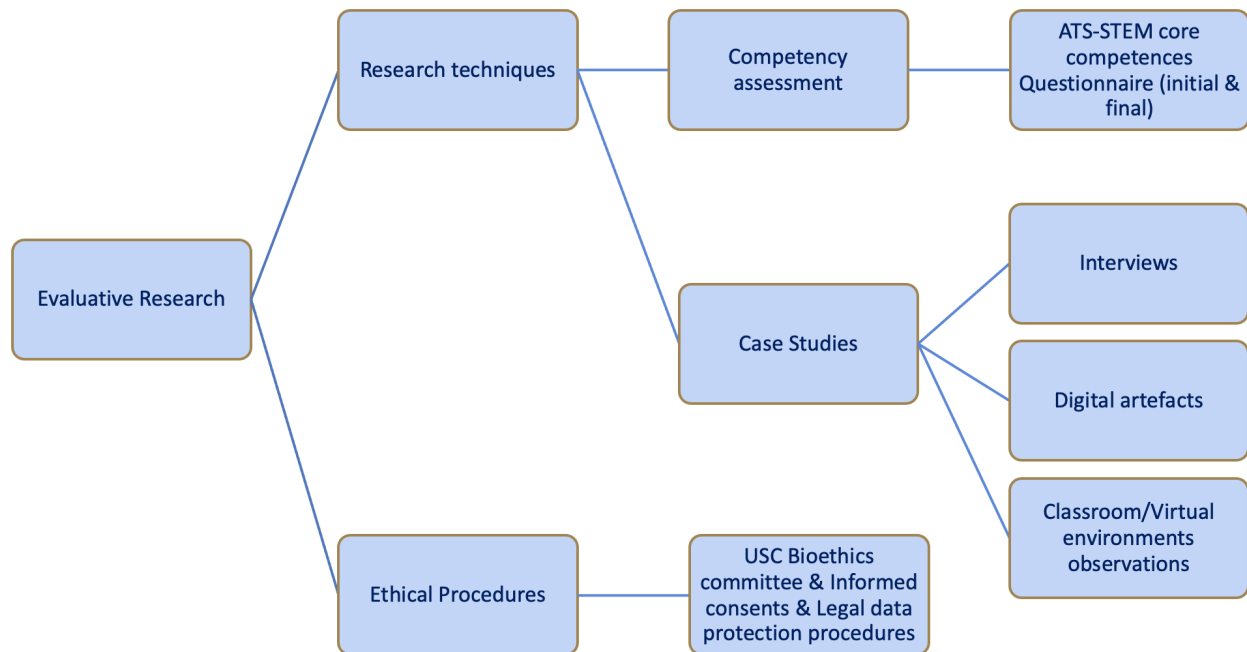 Evaluative Research
Research techniques
Competency
assessment
ATS-STEM core
competences
Questionnaire (initial &
final)
Case Studies
Interviews
Digital artefacts
Classroom/Virtual
environments
observations
Ethical Procedures
USC Bioethics
committee & Informed
consents & Legal data
protection procedures